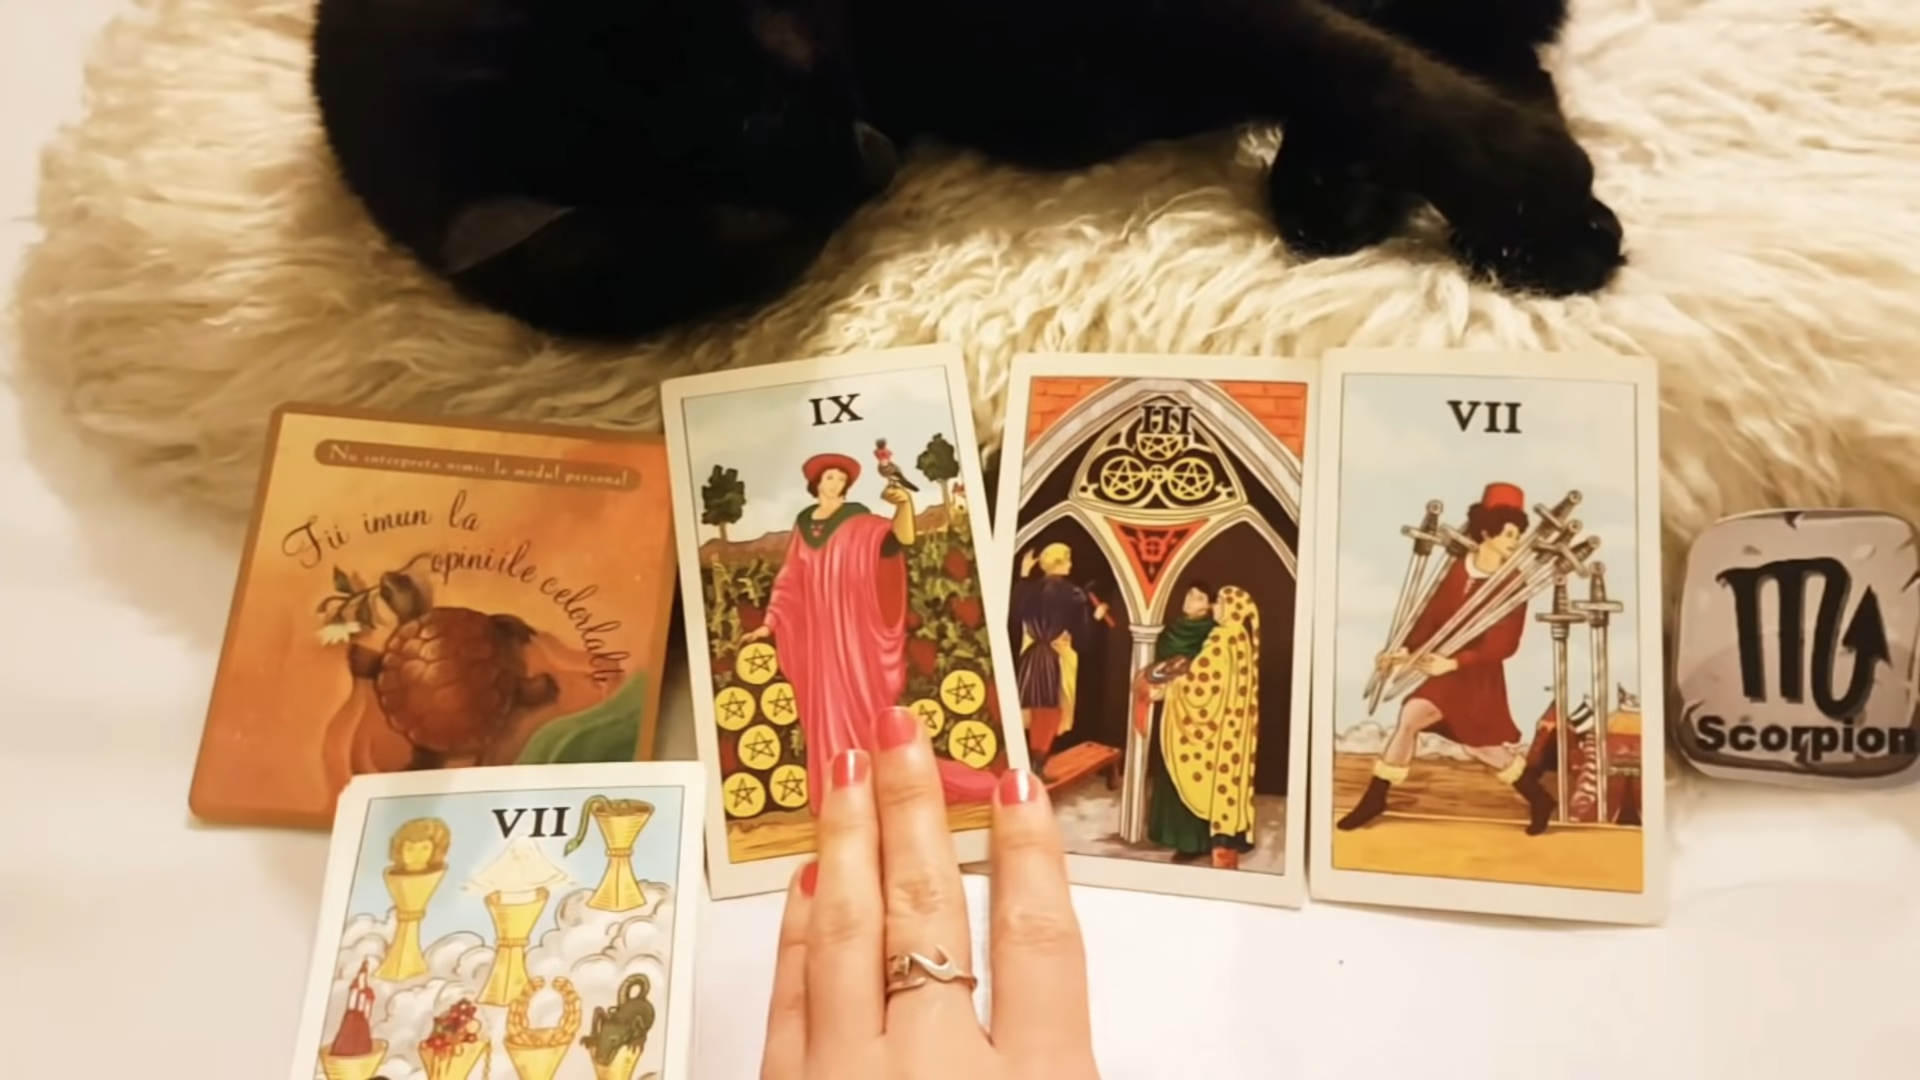 Nu interpreta nimic la modul personal
Fii imun la
opiniile celorlalți
IX
III
VII
Scorpion
VII